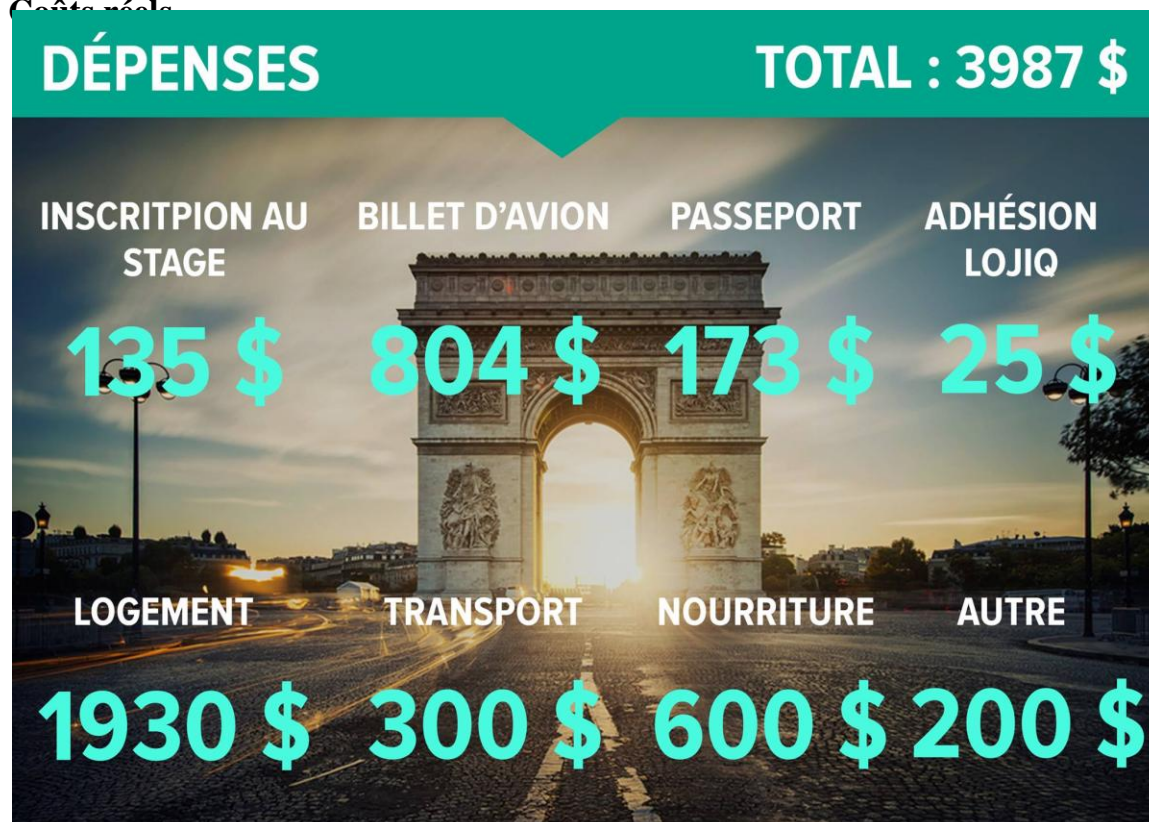 Coûts réels
DÉPENSES
TOTAL : 3987 $
INSCRITPION AU
STAGE
BILLET D'AVION
PASSEPORT
ADHÉSION
LOJIQ
135 $
804 $
173 $
25 $
LOGEMENT
TRANSPORT
NOURRITURE
AUTRE
1930 $
300 $
600 $
200 $